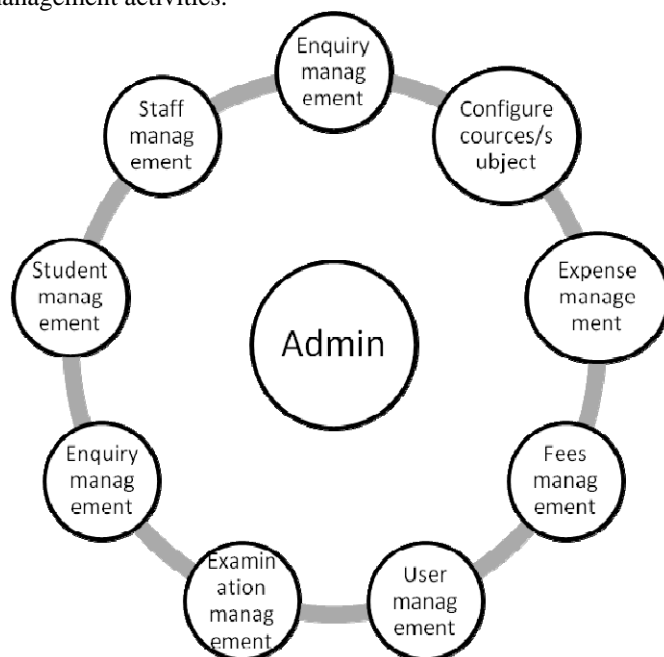 management activities.
Enquiry
manag
ement
Configure
cources/s
ubject
Expense
manage
ment
Fees
manag
ement
User
manag
ement
Examin
ation
manag
ement
Enquiry
manag
ement
Student
manag
ement
Staff
manag
ement
Admin